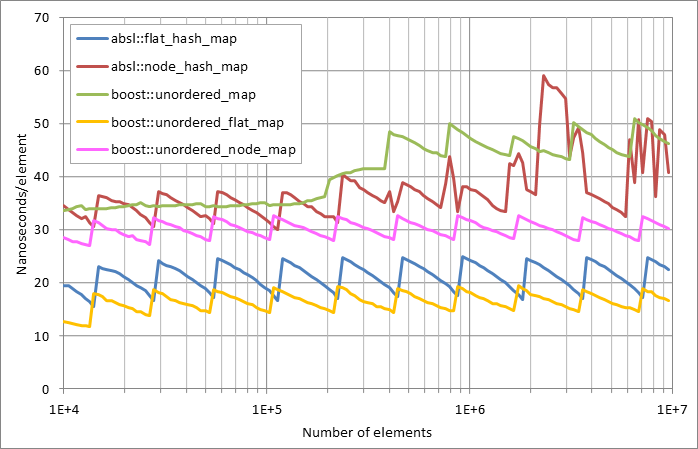 70
60
50
40
30
20
10
0
Nanoseconds/element
absl::flat_hash_map
absl::node_hash_map
boost::unordered_map
boost::unordered_flat_map
boost::unordered_node_map
1E+4 1E+5 1E+6 1E+7
Number of elements